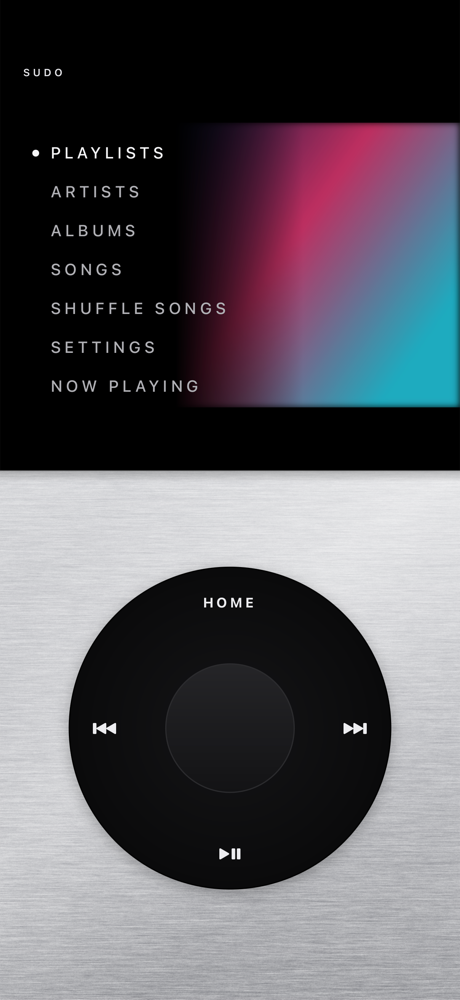 SUDO
PLAYLISTS
ARTISTS
ALBUMS
SONGS
SHUFFLE SONGS
SETTINGS
NOW PLAYING
HOME